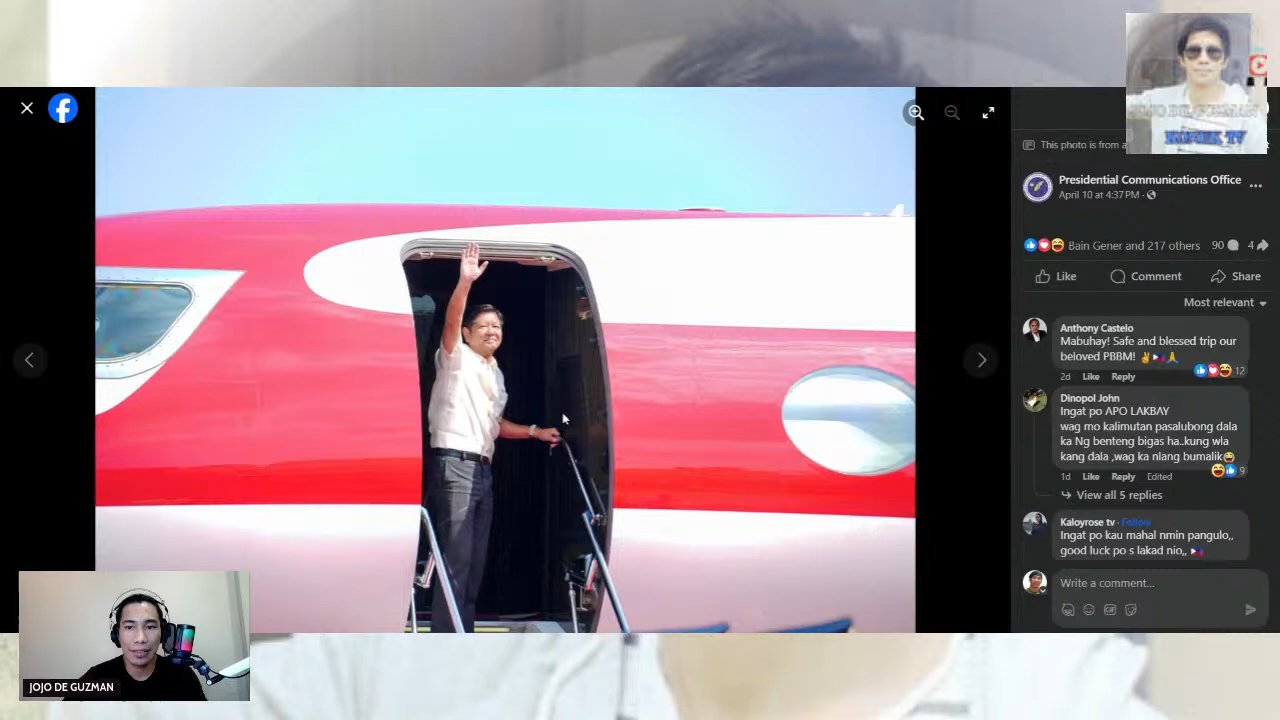 This photo is from a
Presidential Communications Office
April 10 at 4:37 PM ·
Bain Gener and 217 others 90 4
Like Comment Share
Most relevant
Anthony Castelo
Mabuhay! Safe and blessed trip our
beloved PBBM!
12
2d Like Reply
Dinopol John
Ingat po APO LAKBAY
wag mo kalimutan pasalubong dala
ka Ng benteng bigas ha..kung wla
kang dala ,wag ka nlang bumalik
9
1d Like Reply Edited
View all 5 replies
Kaloyrose tv · Follow
Ingat po kau mahal nmin pangulo,,
good luck po s lakad nio,,
Write a comment...
JOJO DE GUZMAN